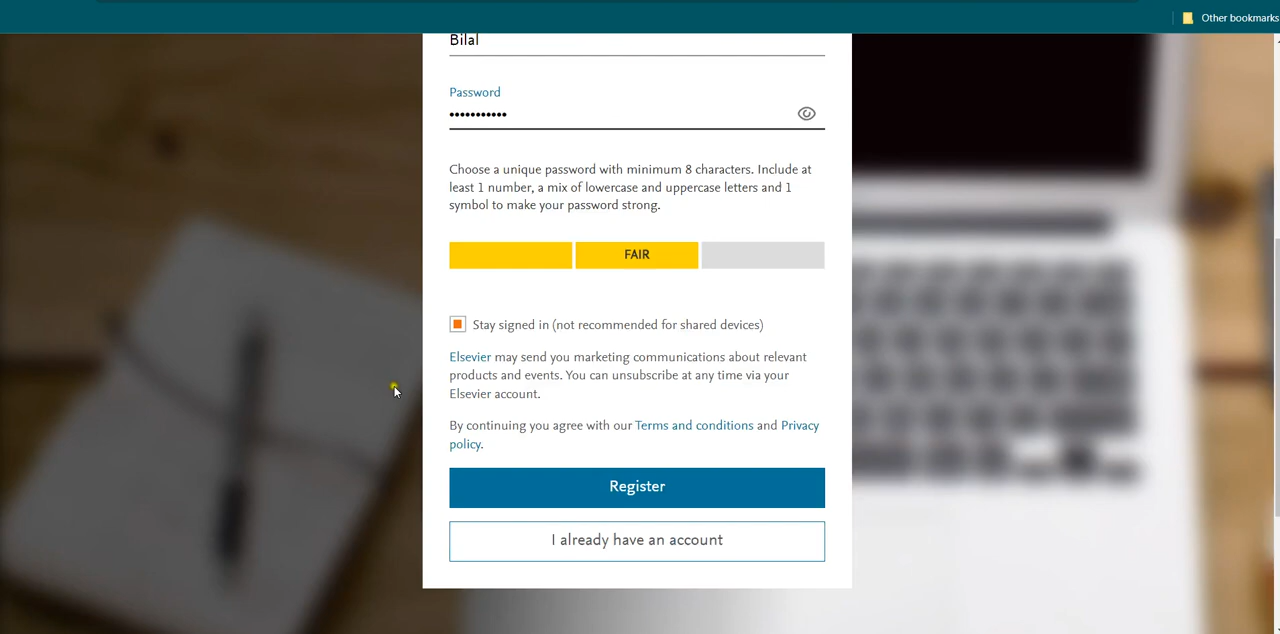 Other bookmarks
Bilal
Password
•••••••••••
Choose a unique password with minimum 8 characters. Include at
least 1 number, a mix of lowercase and uppercase letters and 1
symbol to make your password strong.
FAIR
Stay signed in (not recommended for shared devices)
Elsevier may send you marketing communications about relevant
products and events. You can unsubscribe at any time via your
Elsevier account.
By continuing you agree with our Terms and conditions and Privacy
policy.
Register
I already have an account